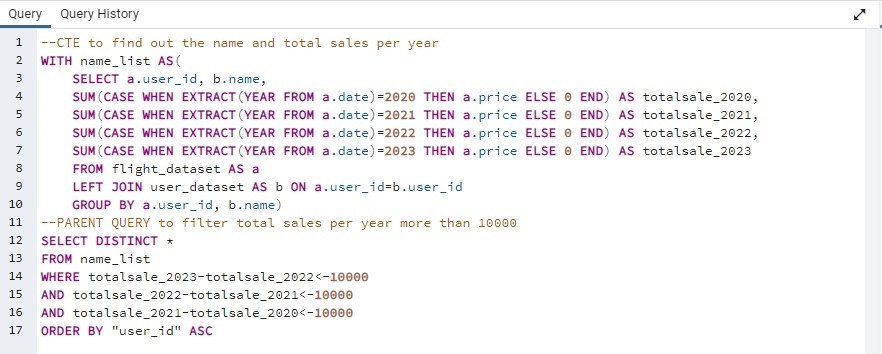 Query Query History
1 --CTE to find out the name and total sales per year
2 WITH name_list AS(
3 SELECT a.user_id, b.name,
4 SUM(CASE WHEN EXTRACT(YEAR FROM a.date)=2020 THEN a.price ELSE 0 END) AS totalsale_2020,
5 SUM(CASE WHEN EXTRACT(YEAR FROM a.date)=2021 THEN a.price ELSE 0 END) AS totalsale_2021,
6 SUM(CASE WHEN EXTRACT(YEAR FROM a.date)=2022 THEN a.price ELSE 0 END) AS totalsale_2022,
7 SUM(CASE WHEN EXTRACT(YEAR FROM a.date)=2023 THEN a.price ELSE 0 END) AS totalsale_2023
8 FROM flight_dataset AS a
9 LEFT JOIN user_dataset AS b ON a.user_id=b.user_id
10 GROUP BY a.user_id, b.name)
11 --PARENT QUERY to filter total sales per year more than 10000
12 SELECT DISTINCT *
13 FROM name_list
14 WHERE totalsale_2023-totalsale_2022<-10000
15 AND totalsale_2022-totalsale_2021<-10000
16 AND totalsale_2021-totalsale_2020<-10000
17 ORDER BY "user_id" ASC